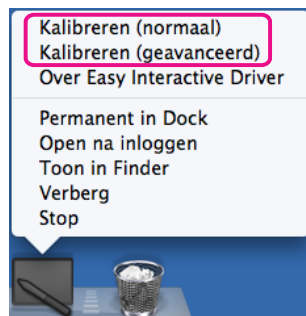 Kalibreren (normaal)
Kalibreren (geavanceerd)
Over Easy Interactive Driver
Permanent in Dock
Open na inloggen
Toon in Finder
Verberg
Stop